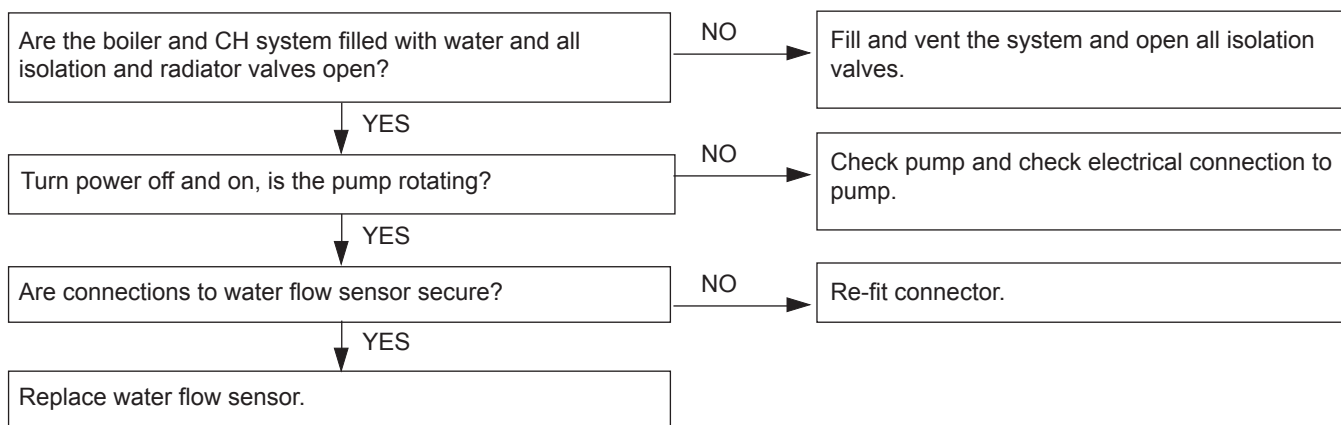 Are the boiler and CH system filled with water and all
isolation and radiator valves open?
NO
Fill and vent the system and open all isolation
valves.
YES
Turn power off and on, is the pump rotating?
NO
Check pump and check electrical connection to
pump.
YES
Are connections to water flow sensor secure?
NO
Re-fit connector.
YES
Replace water flow sensor.